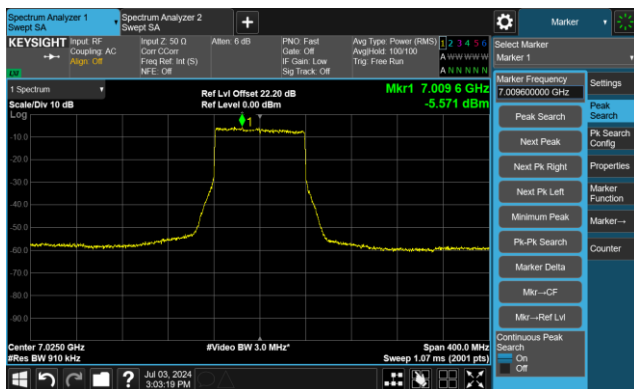 Spectrum Analyzer 1
Swept SA
Spectrum Analyzer 2
Swept SA
+
Marker
KEYSIGHT
Input: RF
Coupling: AC
Align: Off
Input Z: 50 Ω
Corr CCorr
Freq Ref: Int (S)
NFE: Off
Atten: 6 dB
PNO: Fast
Gate: Off
IF Gain: Low
Sig Track: Off
Avg Type: Power (RMS)
Avg|Hold: 100/100
Trig: Free Run
1 2 3 4 5 6
A W W W W W
A N N N N N
LXI
Select Marker
Marker 1
1 Spectrum
Scale/Div 10 dB
Log
Ref Lvl Offset 22.20 dB
Ref Level 0.00 dBm
Mkr1 7.009 6 GHz
-5.571 dBm
1
-10.0
-20.0
-30.0
-40.0
-50.0
-60.0
-70.0
-80.0
-90.0
Center 7.0250 GHz
#Res BW 910 kHz
#Video BW 3.0 MHz*
Span 400.0 MHz
Sweep 1.07 ms (2001 pts)
Marker Frequency
7.009600000 GHz
Peak Search
Next Peak
Next Pk Right
Next Pk Left
Minimum Peak
Pk-Pk Search
Marker Delta
Mkr→CF
Mkr→Ref Lvl
Continuous Peak
Search
On
Off
Settings
Peak
Search
Pk Search
Config
Properties
Marker
Function
Marker→
Counter
?
Jul 03, 2024
3:03:19 PM